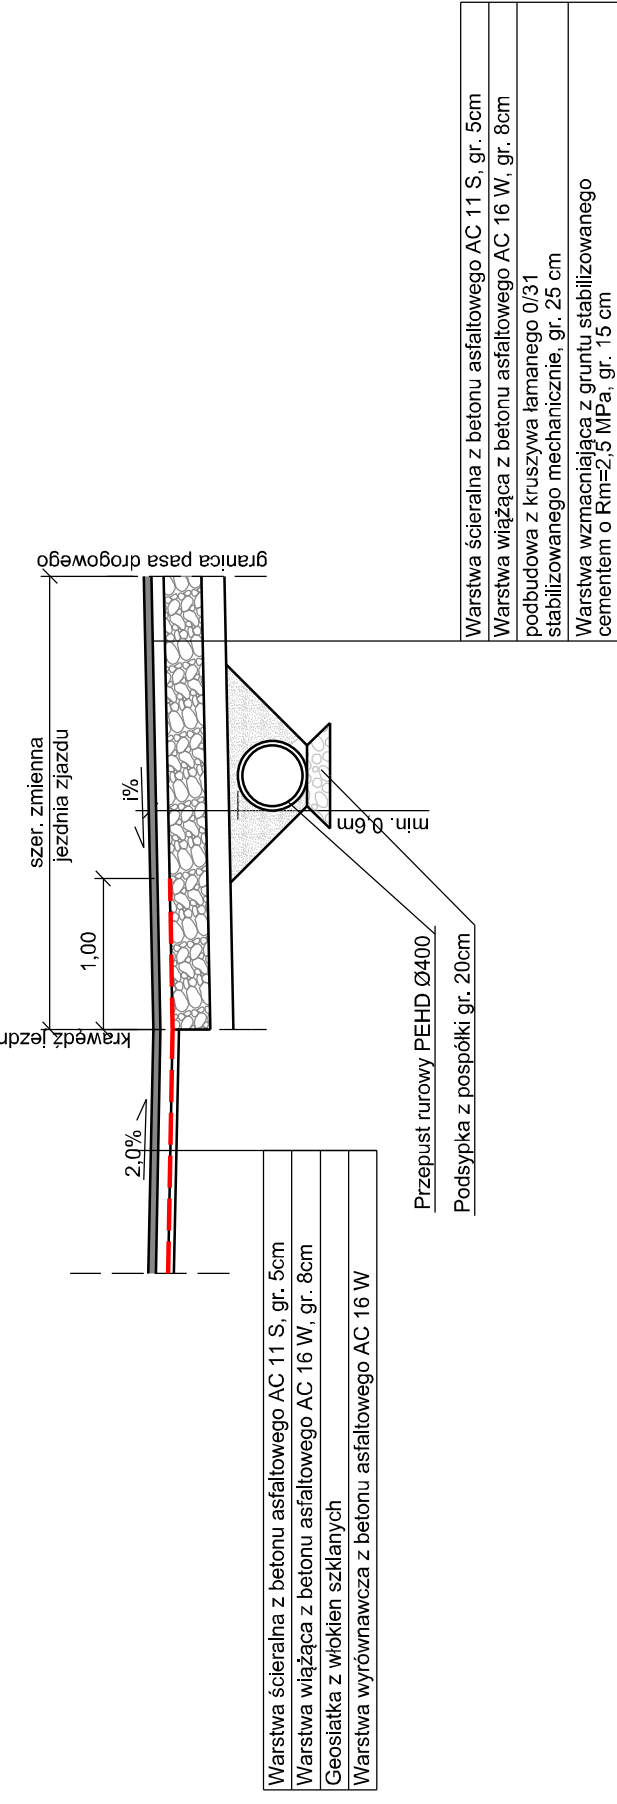 szer. zmienna
jezdnia zjazdu
1,00
i%
2,0%
granica pasa drogowego
krawędź jezdn
min. 0,6m
Przepust rurowy PEHD Ø400
Podsypka z pospółki gr. 20cm
Warstwa ścieralna z betonu asfaltowego AC 11 S, gr. 5cm
Warstwa wiążąca z betonu asfaltowego AC 16 W, gr. 8cm
Geosiatka z włokien szklanych
Warstwa wyrównawcza z betonu asfaltowego AC 16 W
Warstwa ścieralna z betonu asfaltowego AC 11 S, gr. 5cm
Warstwa wiążąca z betonu asfaltowego AC 16 W, gr. 8cm
podbudowa z kruszywa łamanego 0/31
stabilizowanego mechanicznie, gr. 25 cm
Warstwa wzmacniająca z gruntu stabilizowanego
cementem o Rm=2,5 MPa, gr. 15 cm